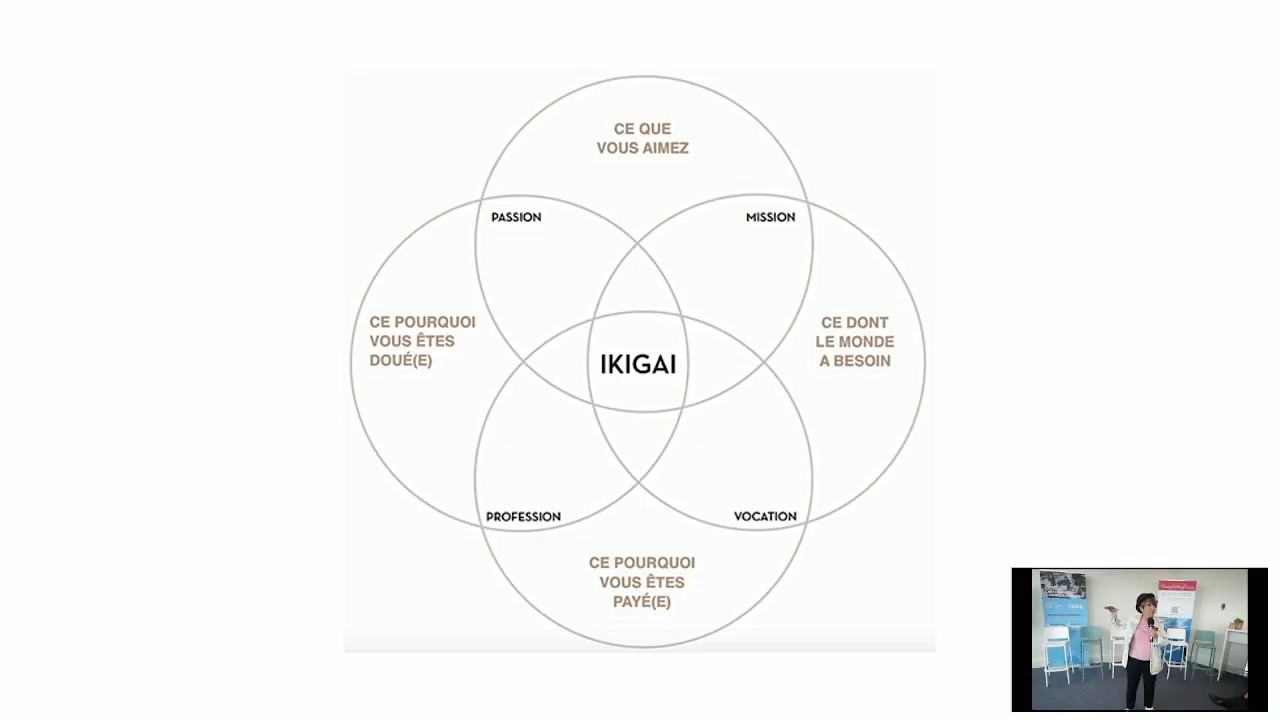 CE QUE
VOUS AIMEZ
PASSION
MISSION
CE POURQUOI
VOUS ÊTES
DOUÉ(E)
IKIGAI
CE DONT
LE MONDE
A BESOIN
PROFESSION
VOCATION
CE POURQUOI
VOUS ÊTES
PAYÉ(E)